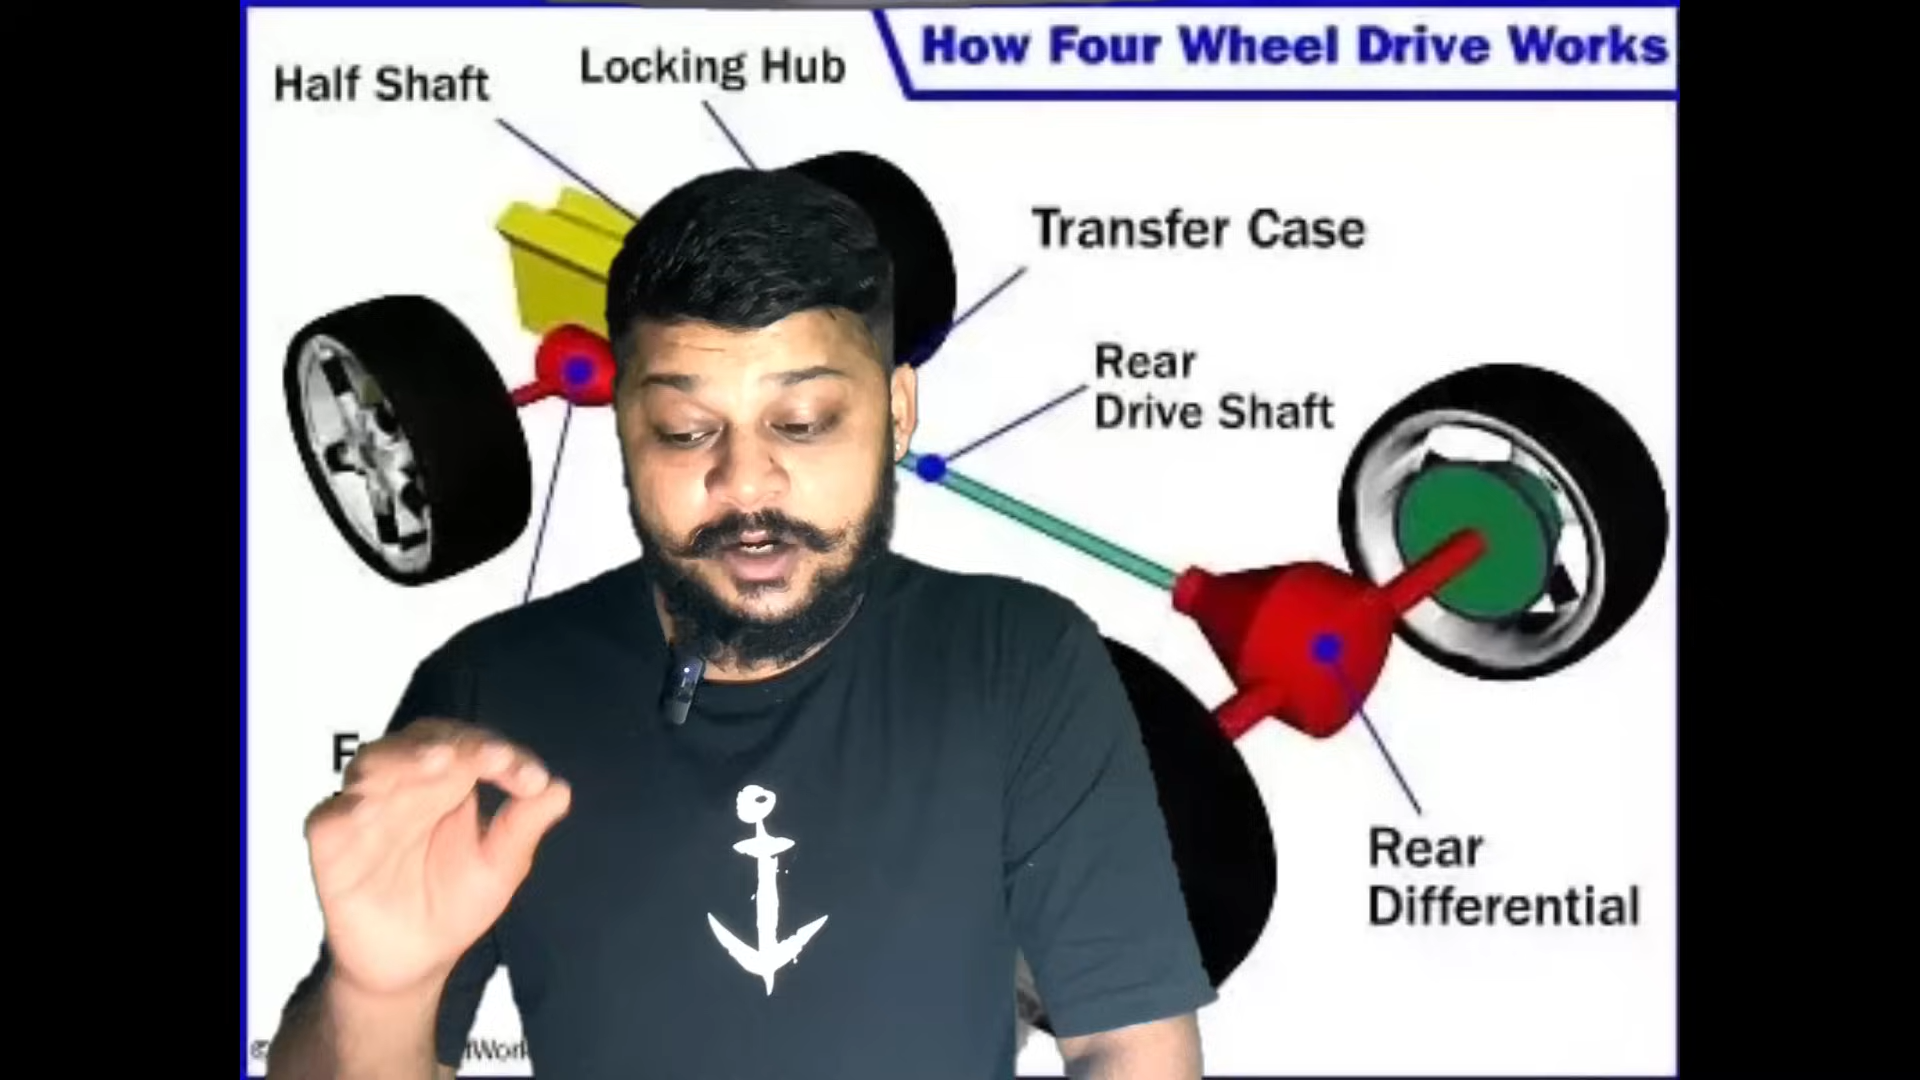 How Four Wheel Drive Works
Half Shaft
Locking Hub
Transfer Case
Rear
Drive Shaft
Rear
Differential